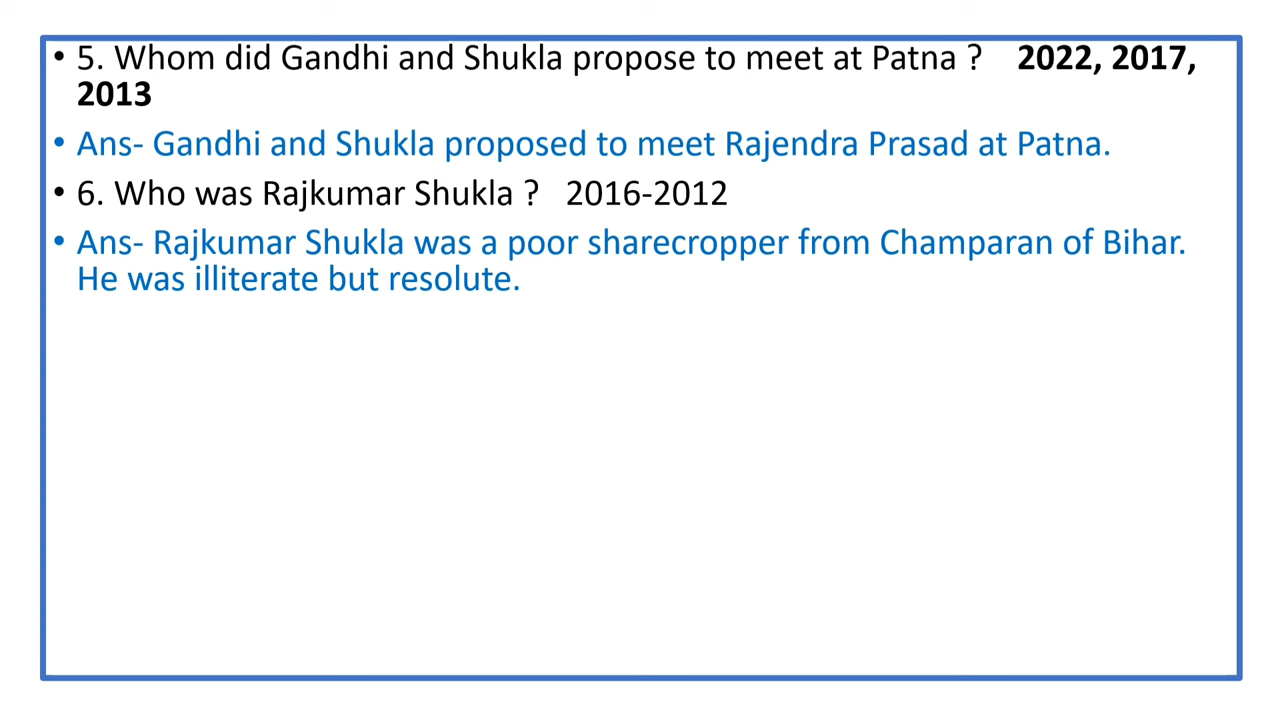 • 5. Whom did Gandhi and Shukla propose to meet at Patna ? 2022, 2017,
2013
• Ans- Gandhi and Shukla proposed to meet Rajendra Prasad at Patna.
• 6. Who was Rajkumar Shukla ? 2016-2012
• Ans- Rajkumar Shukla was a poor sharecropper from Champaran of Bihar.
He was illiterate but resolute.